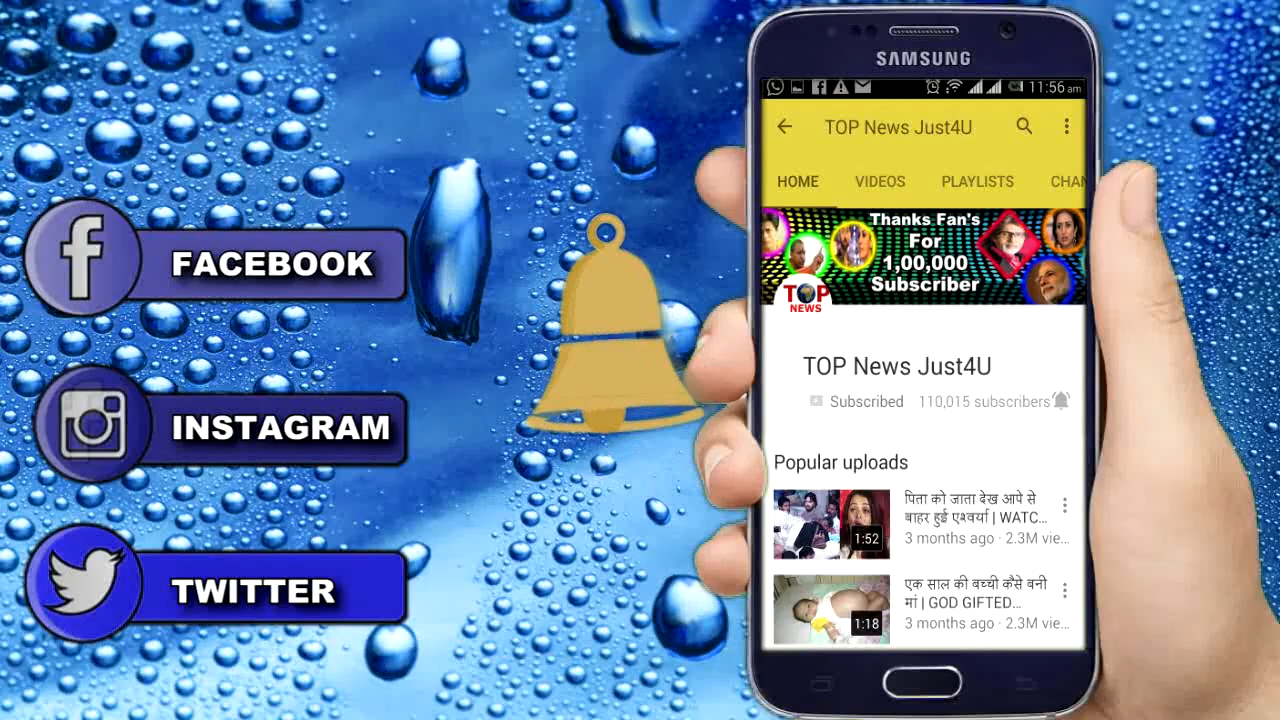 FACEBOOK
INSTAGRAM
TWITTER
SAMSUNG
11:56 am
TOP News Just4U
HOME VIDEOS PLAYLISTS CHAN
Thanks Fan's
For
1,00,000
Subscriber
TOP
NEWS
TOP News Just4U
Subscribed 110,015 subscribers
Popular uploads
पिता को जाता देख आपे से
बाहर हुई एश्वर्या | WATC...
3 months ago · 2.3M vie...
1:52
एक साल की बच्ची कैसे बनी
मां | GOD GIFTED...
3 months ago · 2.3M vie...
1:18